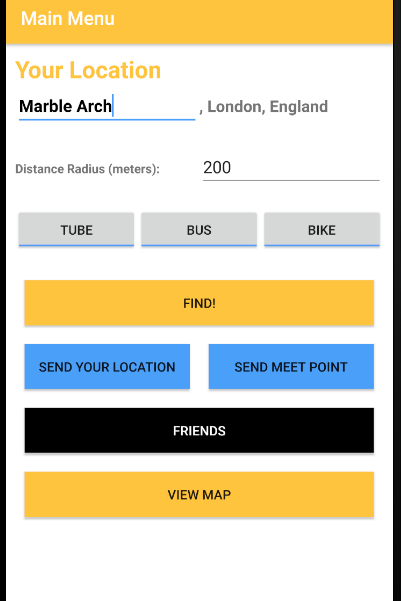 Main Menu
Your Location
Marble Arch , London, England
Distance Radius (meters): 200
TUBE BUS BIKE
FIND!
SEND YOUR LOCATION SEND MEET POINT
FRIENDS
VIEW MAP